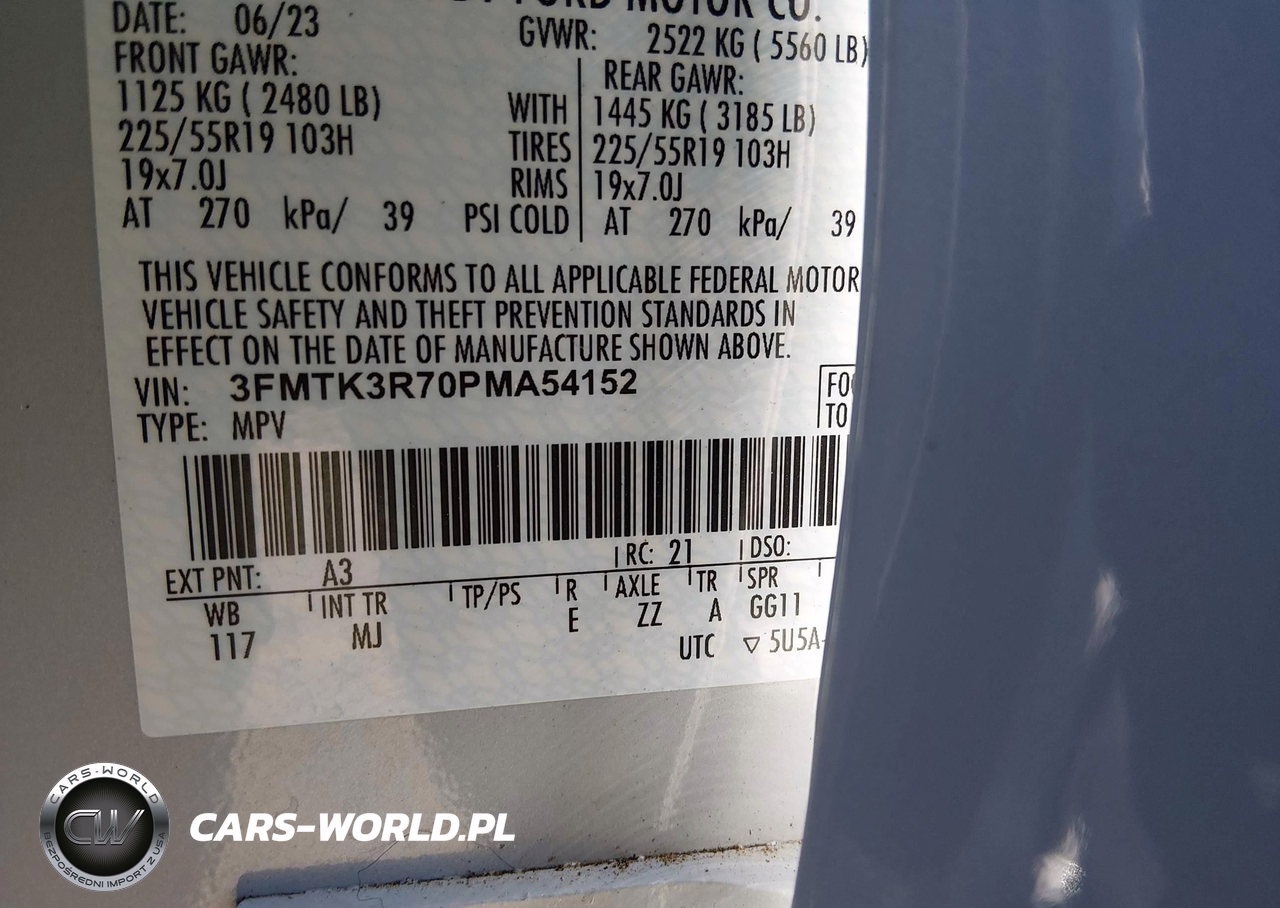 FORD MOTOR CO.
DATE: 06/23 GVWR: 2522 KG ( 5560 LB)
FRONT GAWR: REAR GAWR:
1125 KG ( 2480 LB) WITH 1445 KG ( 3185 LB)
225/55R19 103H TIRES 225/55R19 103H
19x7.0J RIMS 19x7.0J
AT 270 kPa/ 39 PSI COLD AT 270 kPa/ 39
THIS VEHICLE CONFORMS TO ALL APPLICABLE FEDERAL MOTOR
VEHICLE SAFETY AND THEFT PREVENTION STANDARDS IN
EFFECT ON THE DATE OF MANUFACTURE SHOWN ABOVE.
VIN: 3FMTK3R70PMA54152 FO
TYPE: MPV TO
EXT PNT: A3 RC: 21 DSO:
WB INT TR TP/PS R AXLE TR SPR
117 MJ E ZZ A GG11
UTC ▽ 5U5A-
CARS-WORLD
CW
BEZPOŚREDNI IMPORT Z USA
CARS-WORLD.PL